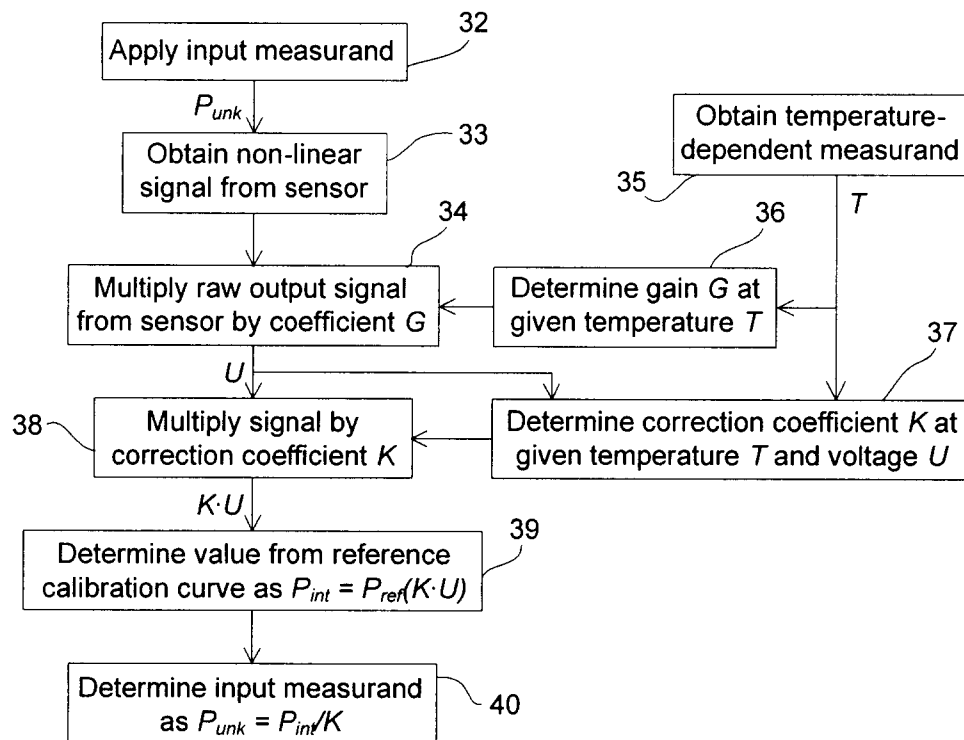 32
Apply input measurand
P_unk
33
Obtain non-linear
signal from sensor
Obtain temperature-
dependent measurand
35
T
34
Multiply raw output signal
from sensor by coefficient G
36
Determine gain G at
given temperature T
37
U
38
Multiply signal by
correction coefficient K
Determine correction coefficient K at
given temperature T and voltage U
K·U
39
Determine value from reference
calibration curve as P_int = P_ref(K·U)
Determine input measurand
as P_unk = P_int/K
40